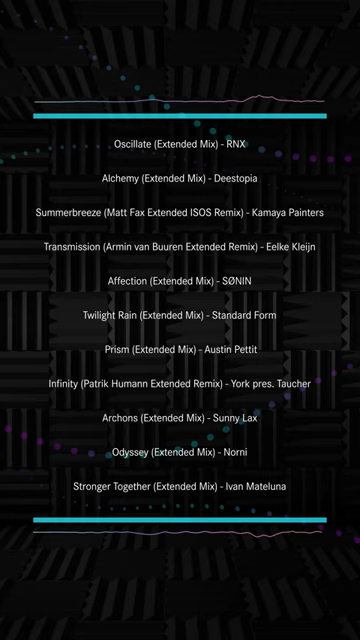 Oscillate (Extended Mix) - RNX
Alchemy (Extended Mix) - Deestopia
Summerbreeze (Matt Fax Extended ISOS Remix) - Kamaya Painters
Transmission (Armin van Buuren Extended Remix) - Eelke Kleijn
Affection (Extended Mix) - SØNIN
Twilight Rain (Extended Mix) - Standard Form
Prism (Extended Mix) - Austin Pettit
Infinity (Patrik Humann Extended Remix) - York pres. Taucher
Archons (Extended Mix) - Sunny Lax
Odyssey (Extended Mix) - Norni
Stronger Together (Extended Mix) - Ivan Mateluna